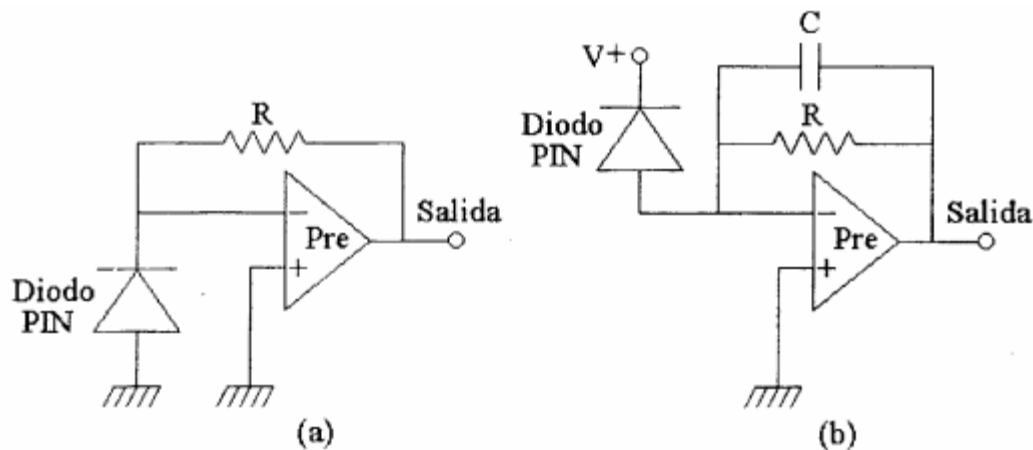 R
Diodo
PIN
−
Pre
+
Salida
(a)
C
V+
R
Diodo
PIN
−
Pre
+
Salida
(b)